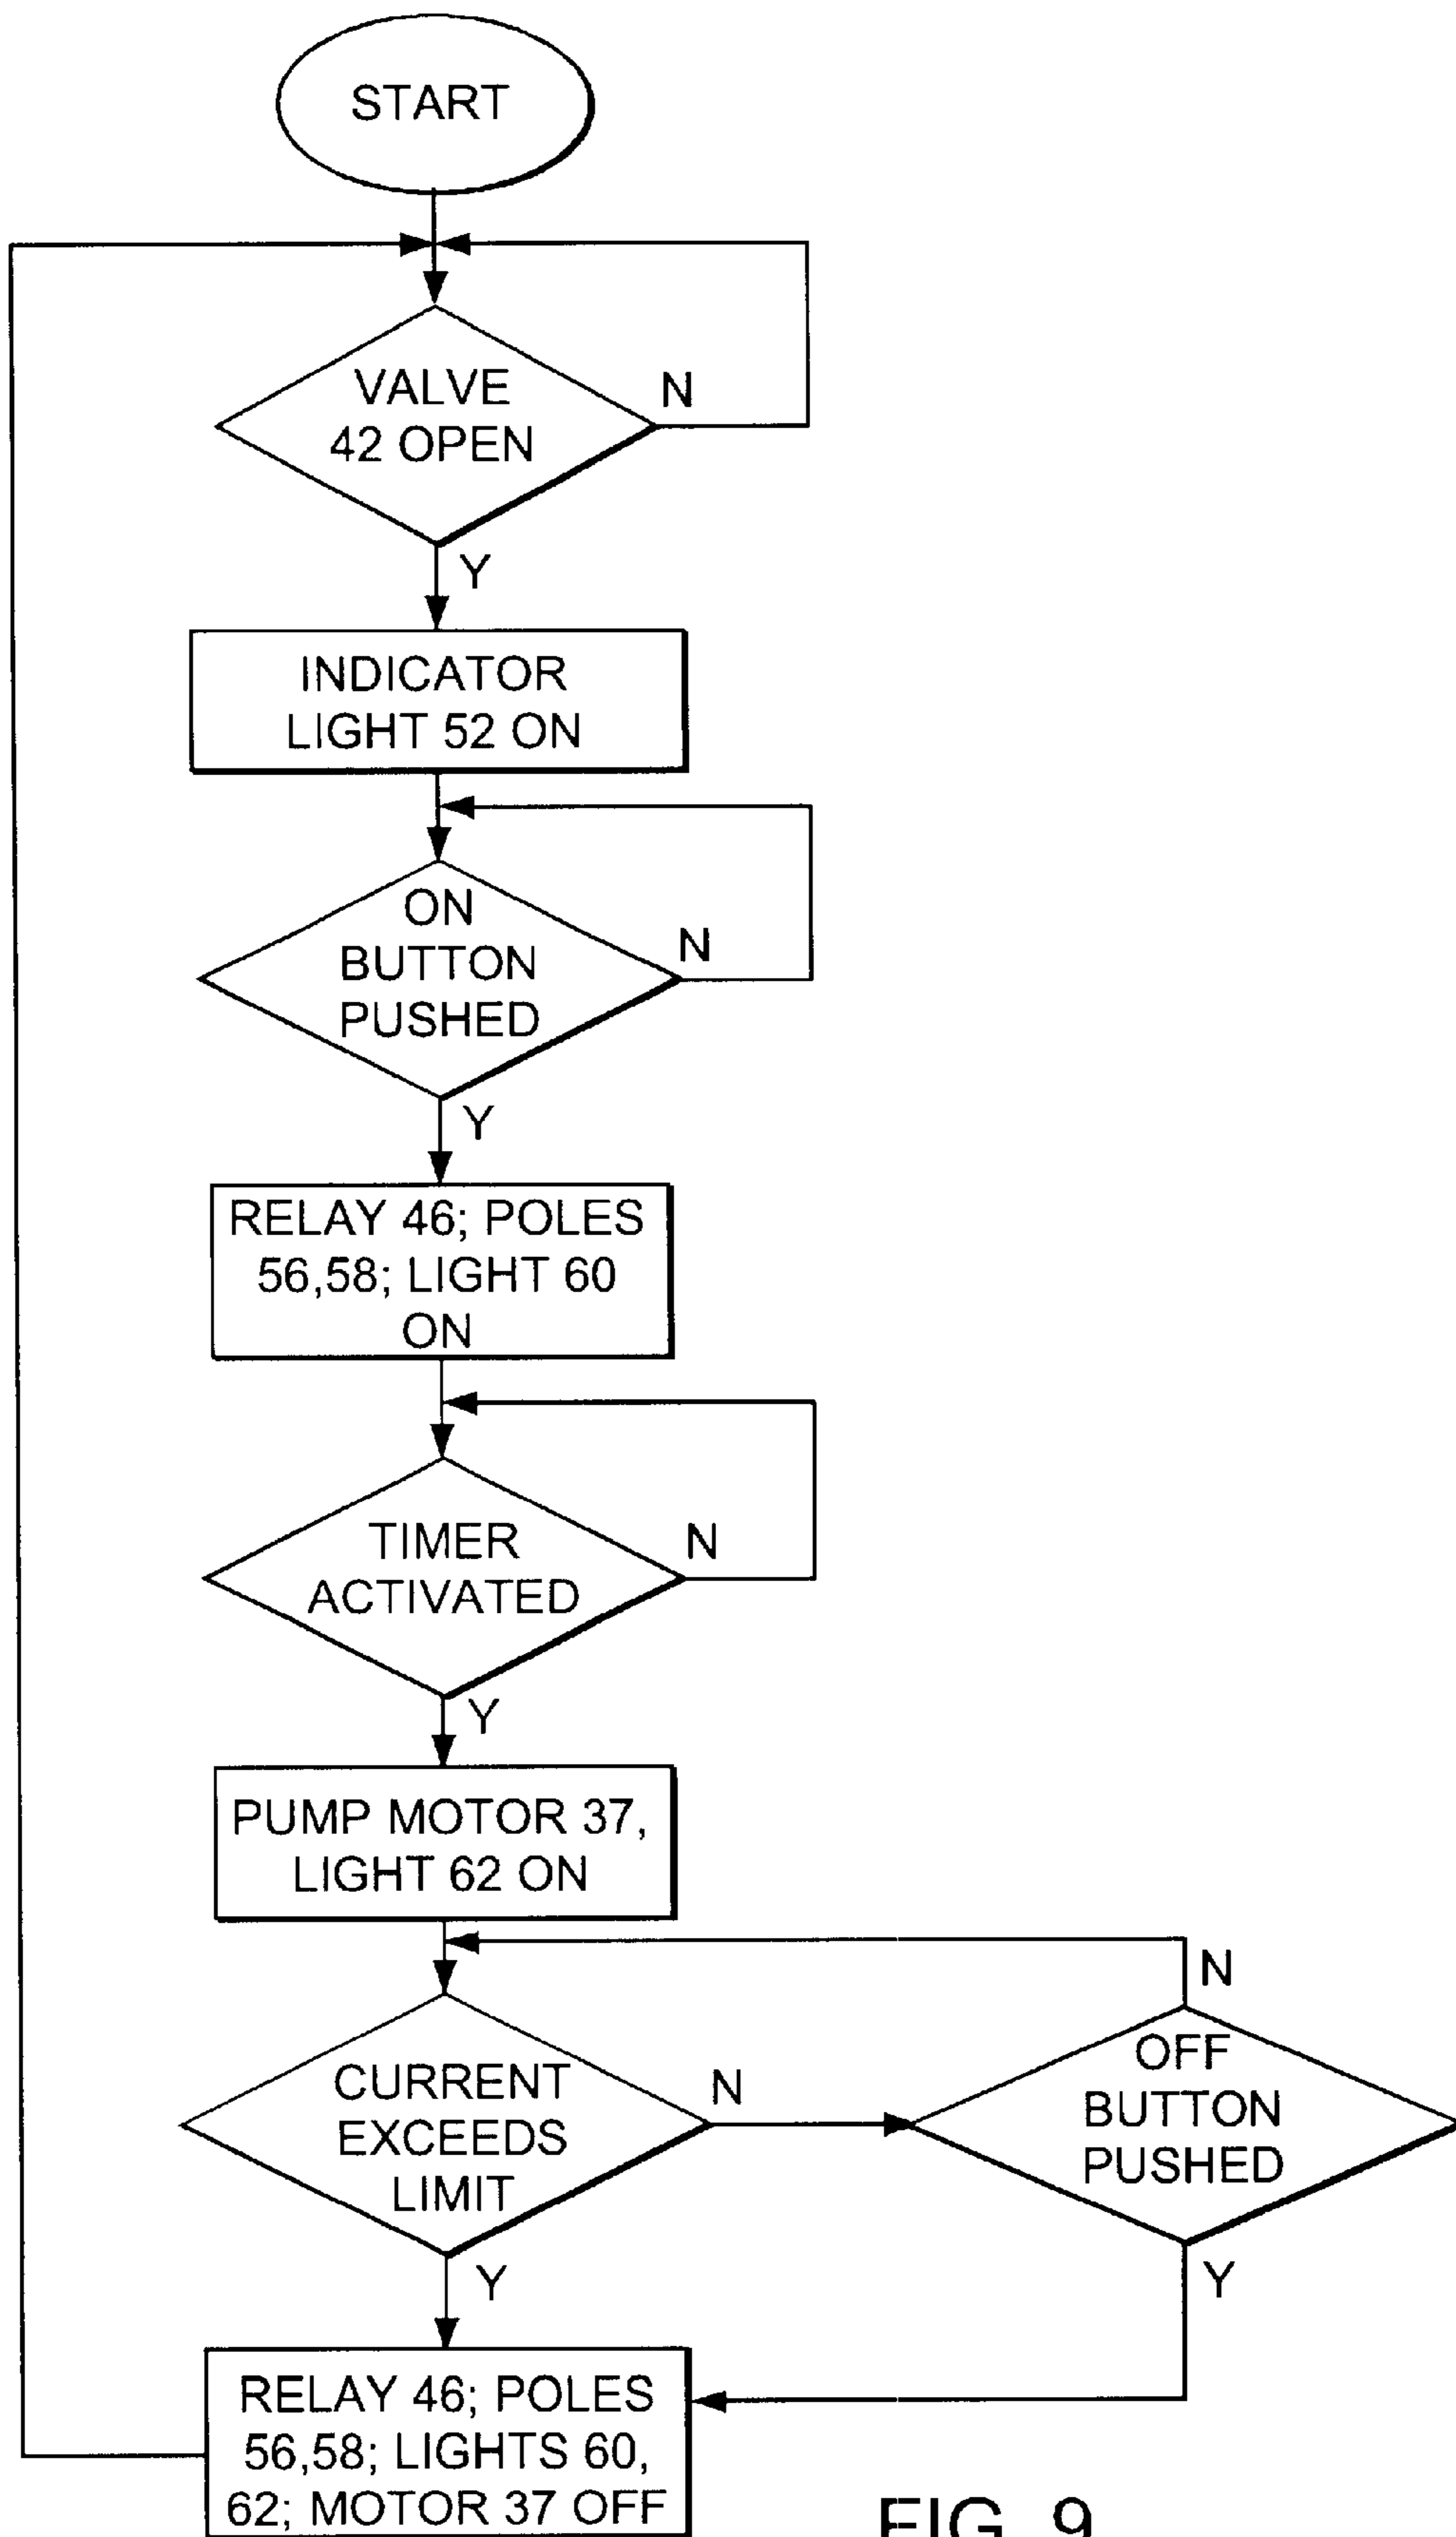 START
VALVE
42 OPEN
N
Y
INDICATOR
LIGHT 52 ON
ON
BUTTON
PUSHED
N
Y
RELAY 46; POLES
56,58; LIGHT 60
ON
TIMER
ACTIVATED
N
Y
PUMP MOTOR 37,
LIGHT 62 ON
CURRENT
EXCEEDS
LIMIT
N
Y
OFF
BUTTON
PUSHED
N
Y
RELAY 46; POLES
56,58; LIGHTS 60,
62; MOTOR 37 OFF
FIG. 9